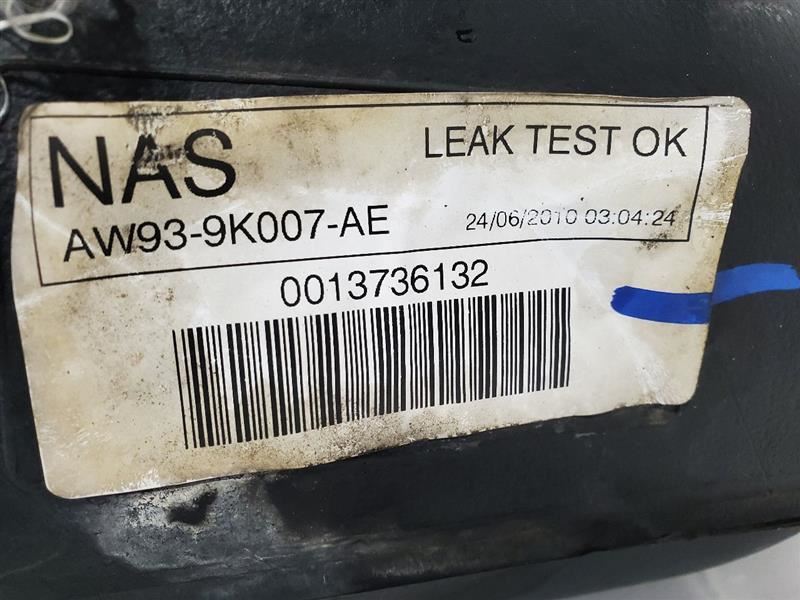 NAS
LEAK TEST OK
AW93-9K007-AE
24/06/2010 03:04:24
0013736132